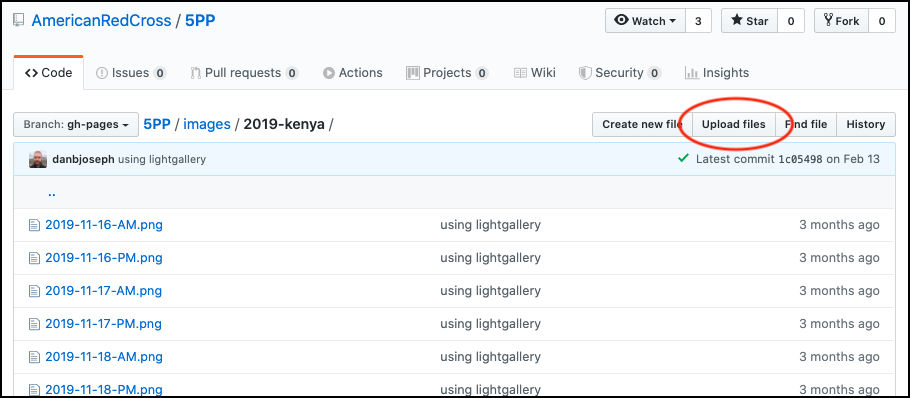 AmericanRedCross / 5PP
Watch 3 Star 0 Fork 0
Code Issues 0 Pull requests 0 Actions Projects 0 Wiki Security 0 Insights
Branch: gh-pages 5PP / images / 2019-kenya / Create new file Upload files Find file History
danbjoseph using lightgallery Latest commit 1c05498 on Feb 13
..
2019-11-16-AM.png using lightgallery 3 months ago
2019-11-16-PM.png using lightgallery 3 months ago
2019-11-17-AM.png using lightgallery 3 months ago
2019-11-17-PM.png using lightgallery 3 months ago
2019-11-18-AM.png using lightgallery 3 months ago
2019-11-18-PM.png using lightgallery 3 months ago